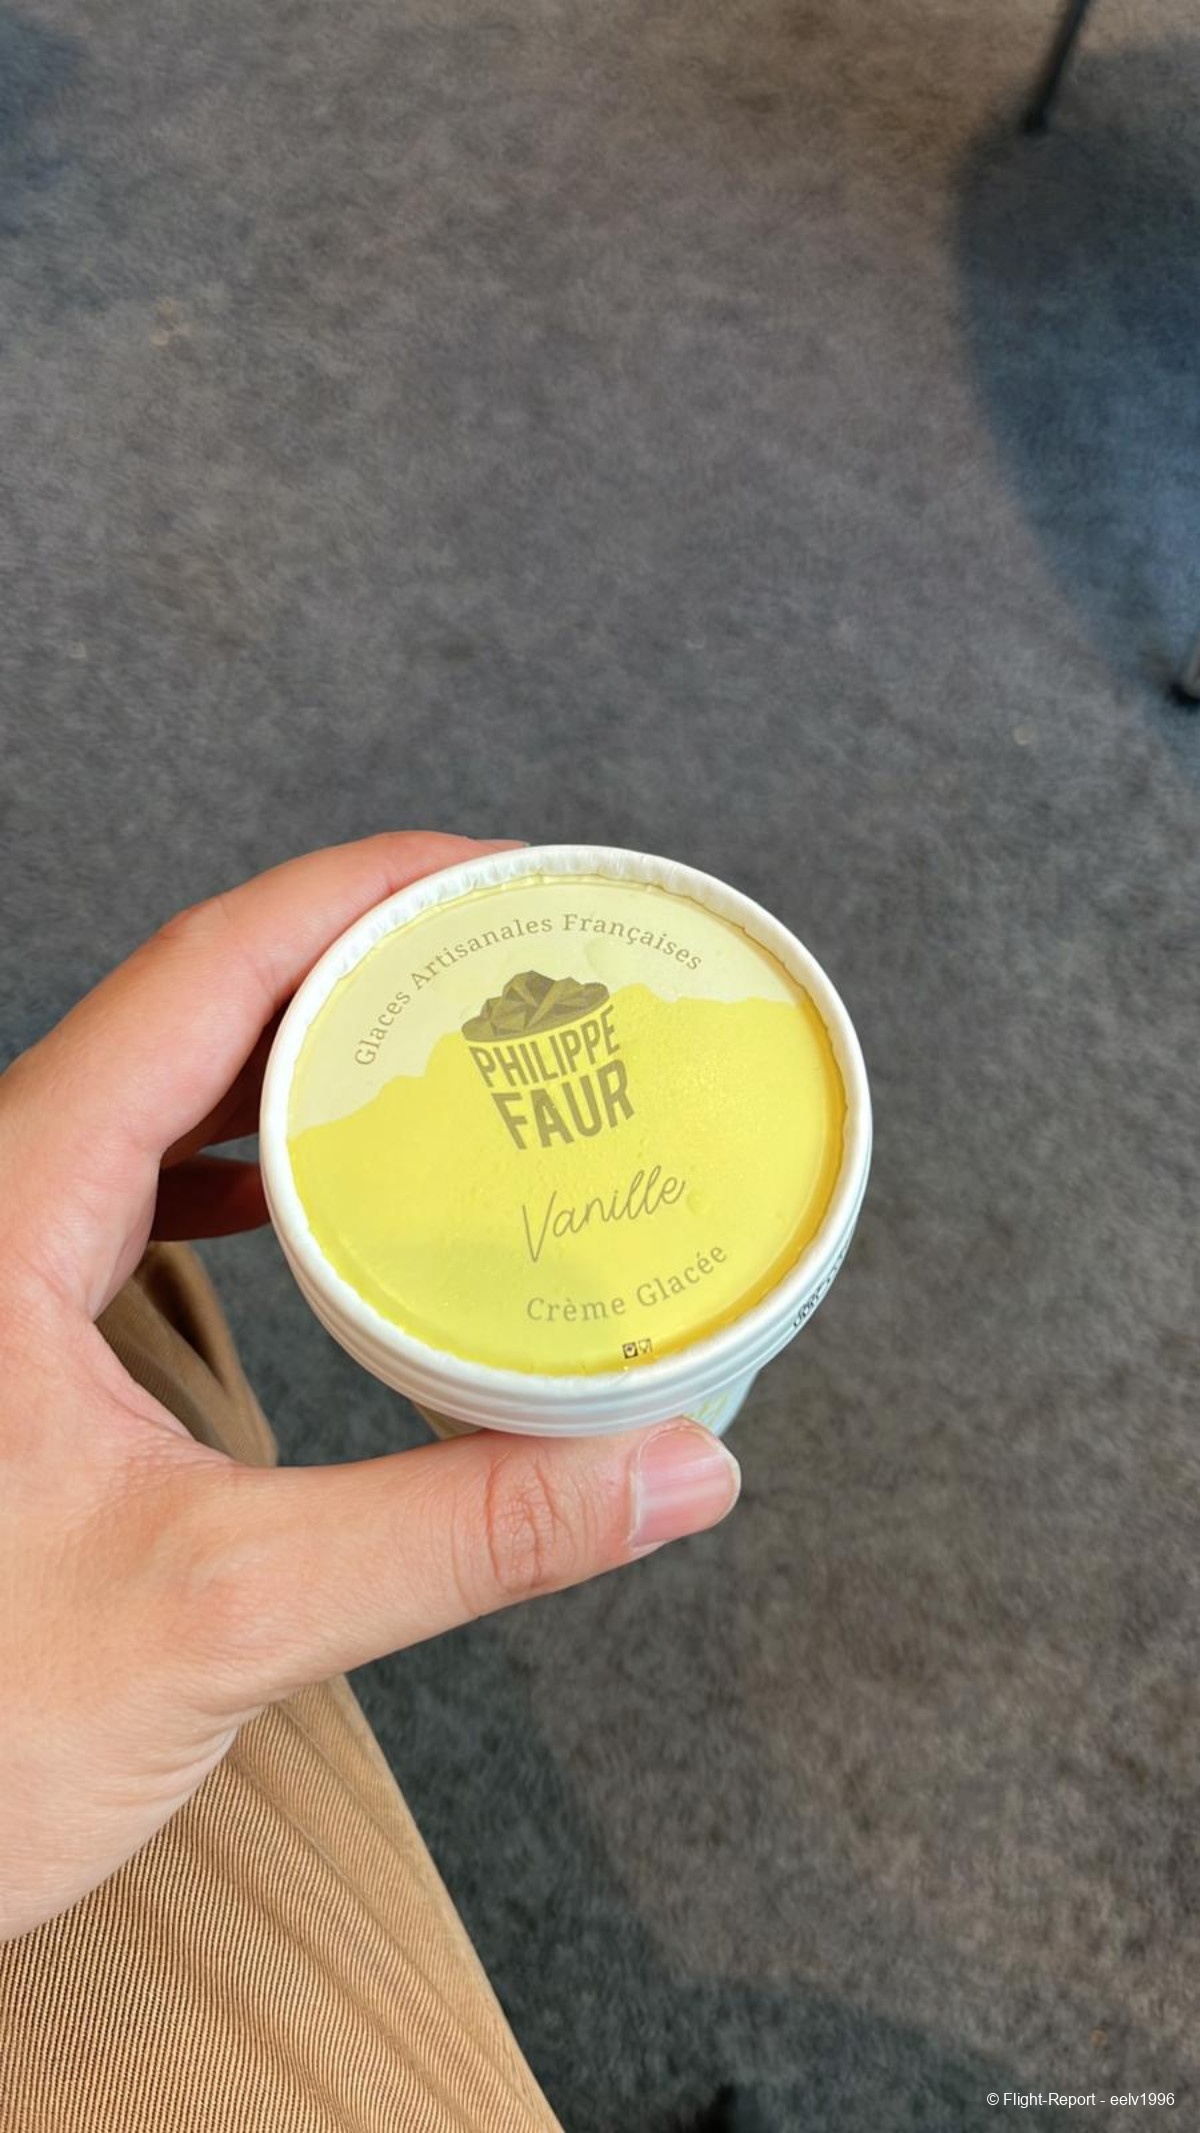 Glaces Artisanales Françaises
PHILIPPE
FAUR
Vanille
Crème Glacée
© Flight-Report - eelv1996